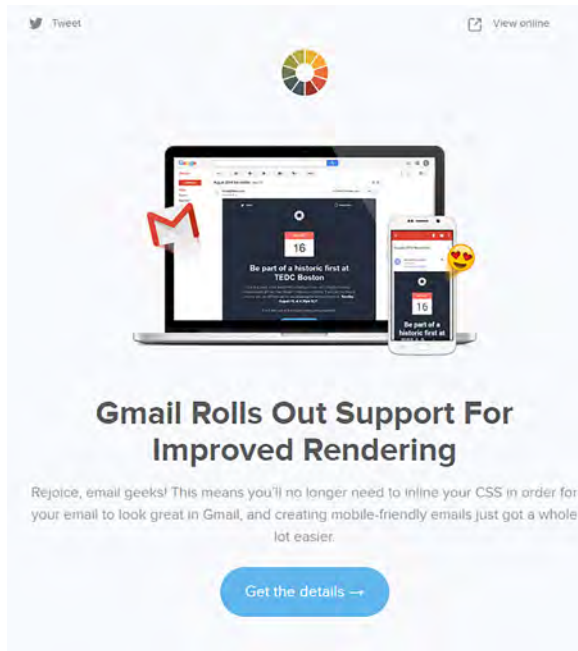 Tweet
View online
Google
16
Be part of a historic first at
TEDC Boston
16
Be part of a
historic first at
Gmail Rolls Out Support For
Improved Rendering
Rejoice, email geeks! This means you'll no longer need to inline your CSS in order for
your email to look great in Gmail, and creating mobile-friendly emails just got a whole
lot easier.
Get the details →